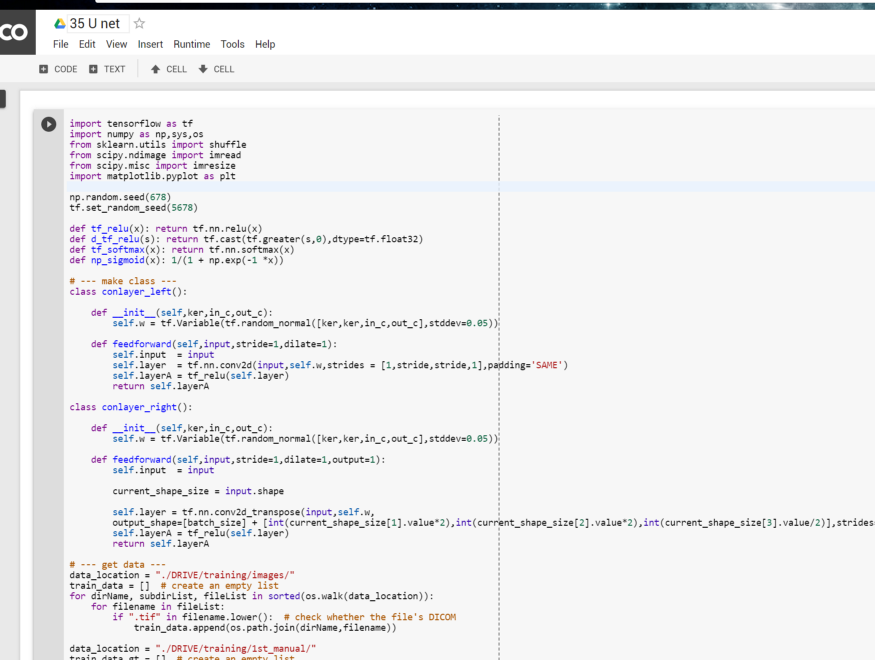 CO
35 U net
File Edit View Insert Runtime Tools Help
CODE TEXT CELL CELL
import tensorflow as tf
import numpy as np,sys,os
from sklearn.utils import shuffle
from scipy.ndimage import imread
from scipy.misc import imresize
import matplotlib.pyplot as plt
np.random.seed(678)
tf.set_random_seed(5678)
def tf_relu(x): return tf.nn.relu(x)
def d_tf_relu(s): return tf.cast(tf.greater(s,0),dtype=tf.float32)
def tf_softmax(x): return tf.nn.softmax(x)
def np_sigmoid(x): 1/(1 + np.exp(-1 *x))
# --- make class ---
class conlayer_left():
def __init__(self,ker,in_c,out_c):
self.w = tf.Variable(tf.random_normal([ker,ker,in_c,out_c],stddev=0.05))
def feedforward(self,input,stride=1,dilate=1):
self.input  = input
self.layer  = tf.nn.conv2d(input,self.w,strides = [1,stride,stride,1],padding='SAME')
self.layerA = tf_relu(self.layer)
return self.layerA
class conlayer_right():
def __init__(self,ker,in_c,out_c):
self.w = tf.Variable(tf.random_normal([ker,ker,in_c,out_c],stddev=0.05))
def feedforward(self,input,stride=1,dilate=1,output=1):
self.input  = input
current_shape_size = input.shape
self.layer = tf.nn.conv2d_transpose(input,self.w,
output_shape=[batch_size] + [int(current_shape_size[1].value*2),int(current_shape_size[2].value*2),int(current_shape_size[3].value/2)],strides=
self.layerA = tf_relu(self.layer)
return self.layerA
# --- get data ---
data_location = "./DRIVE/training/images/"
train_data = []  # create an empty list
for dirName, subdirList, fileList in sorted(os.walk(data_location)):
for filename in fileList:
if ".tif" in filename.lower():  # check whether the file's DICOM
train_data.append(os.path.join(dirName,filename))
data_location = "./DRIVE/training/1st_manual/"
train_data_gt = []  # create an empty list